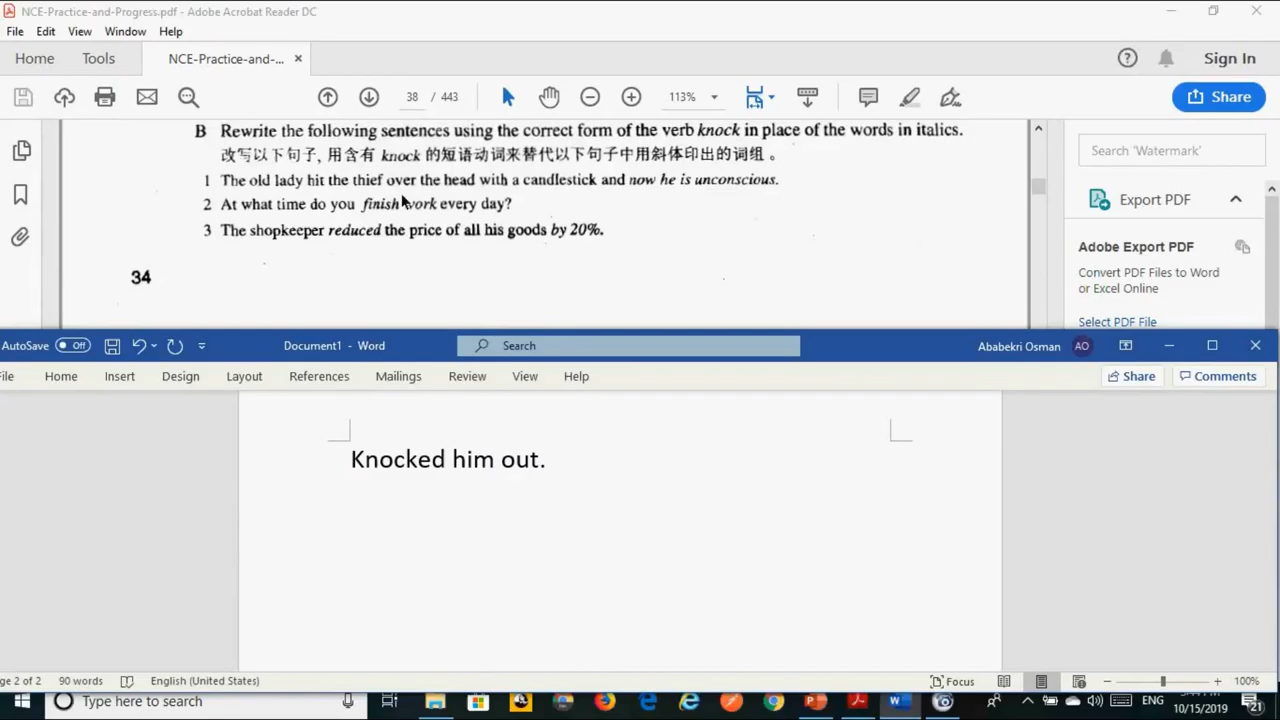 NCE-Practice-and-Progress.pdf - Adobe Acrobat Reader DC
File Edit View Window Help
Home Tools NCE-Practice-and-... × Sign In
38 / 443 113% Share
B Rewrite the following sentences using the correct form of the verb knock in place of the words in italics.
改写以下句子, 用含有 knock 的短语动词来替代以下句子中用斜体印出的词组 。
1 The old lady hit the thief over the head with a candlestick and now he is unconscious.
2 At what time do you finish work every day?
3 The shopkeeper reduced the price of all his goods by 20%.
34
Search 'Watermark'
Export PDF
Adobe Export PDF
Convert PDF Files to Word
or Excel Online
Select PDF File
AutoSave Off Document1 - Word Search Ababekri Osman AO
File Home Insert Design Layout References Mailings Review View Help Share Comments
Knocked him out.
ge 2 of 2 90 words English (United States) Focus 100%
Type here to search ENG
10/15/2019 21